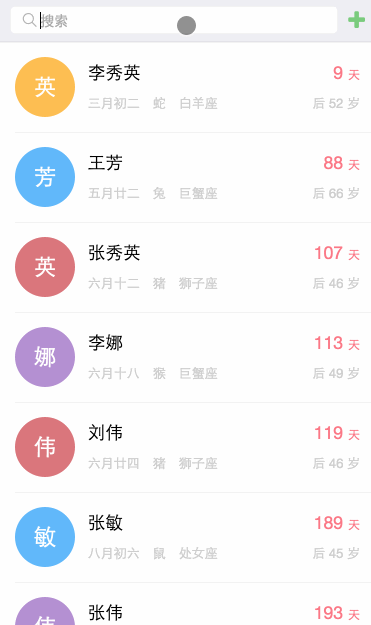 搜索
英
李秀英
9 天
三月初二 蛇 白羊座
后 52 岁
芳
王芳
88 天
五月廿二 兔 巨蟹座
后 66 岁
英
张秀英
107 天
六月十二 猪 狮子座
后 46 岁
娜
李娜
113 天
六月十八 猴 巨蟹座
后 49 岁
伟
刘伟
119 天
六月廿四 猪 狮子座
后 46 岁
敏
张敏
189 天
八月初六 鼠 处女座
后 45 岁
伟
张伟
193 天